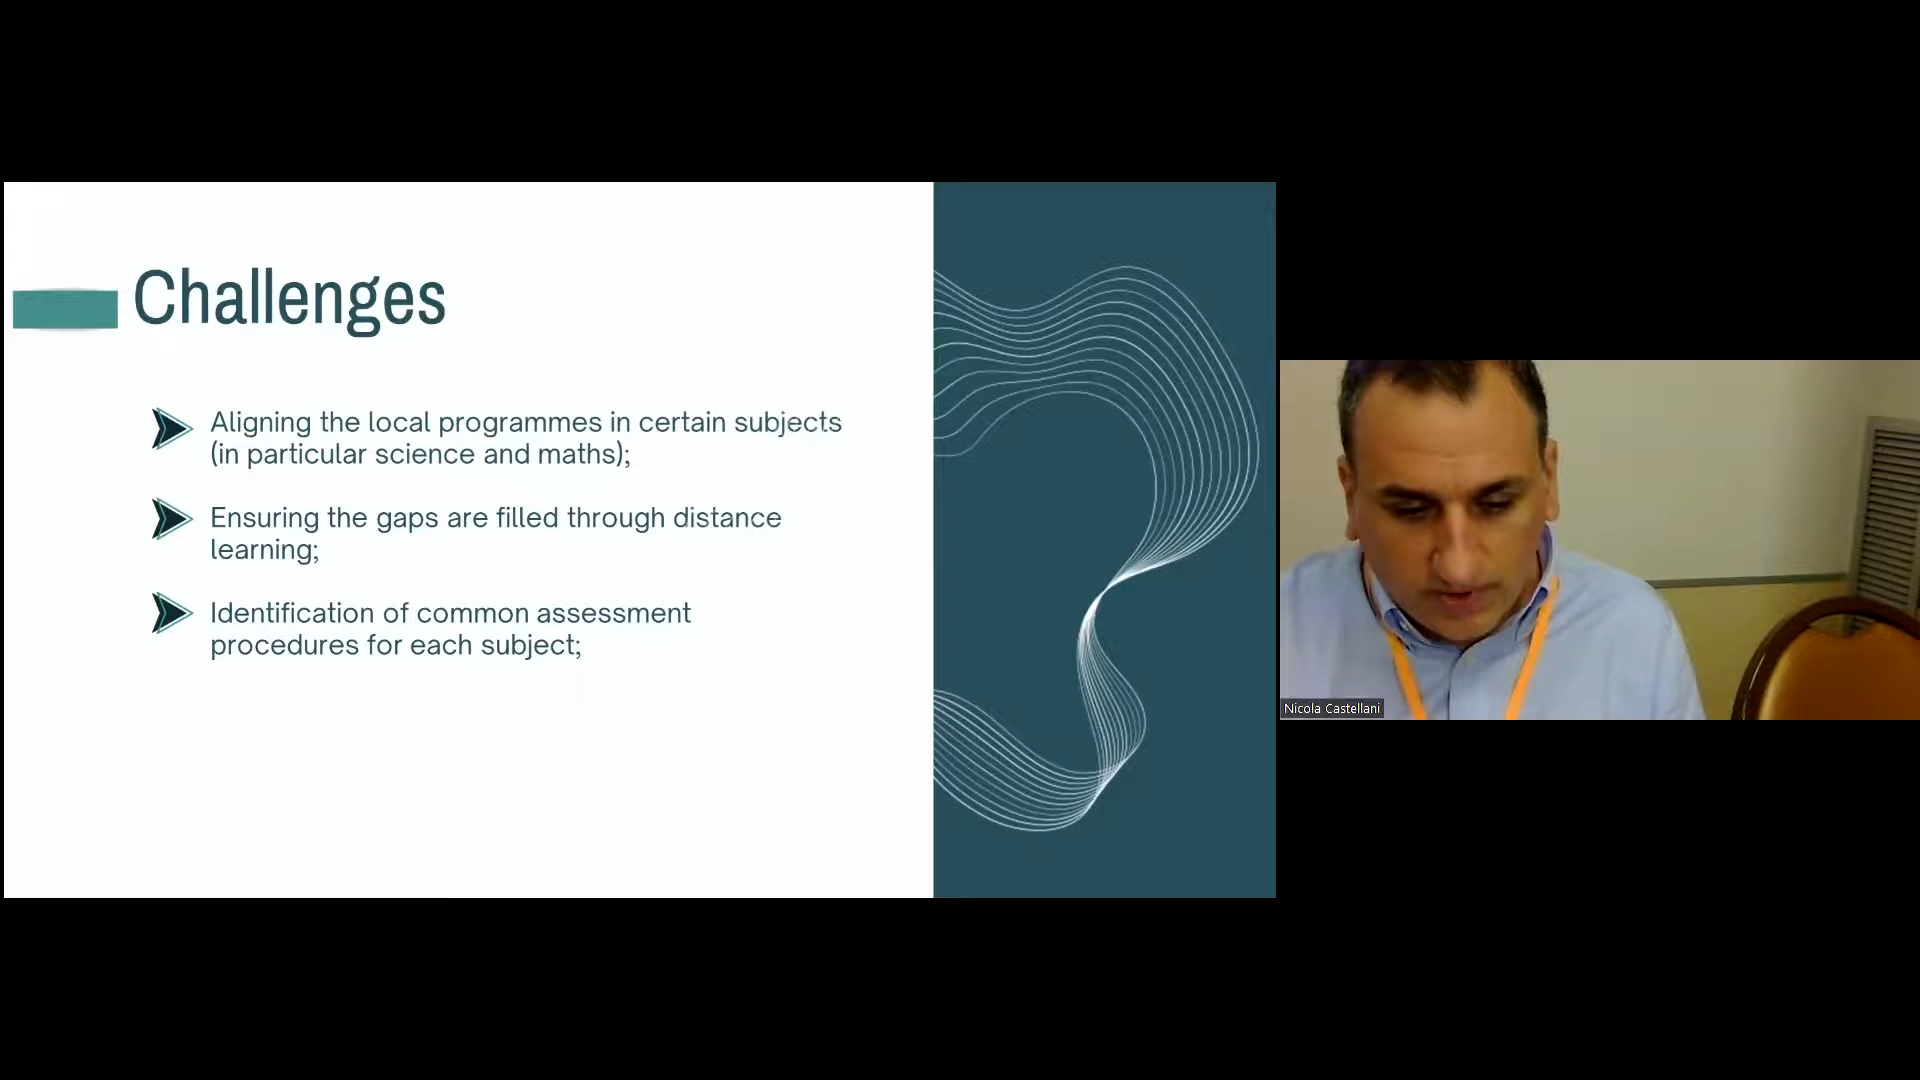 Challenges
Aligning the local programmes in certain subjects
(in particular science and maths);
Ensuring the gaps are filled through distance
learning;
Identification of common assessment
procedures for each subject;
Nicola Castellani